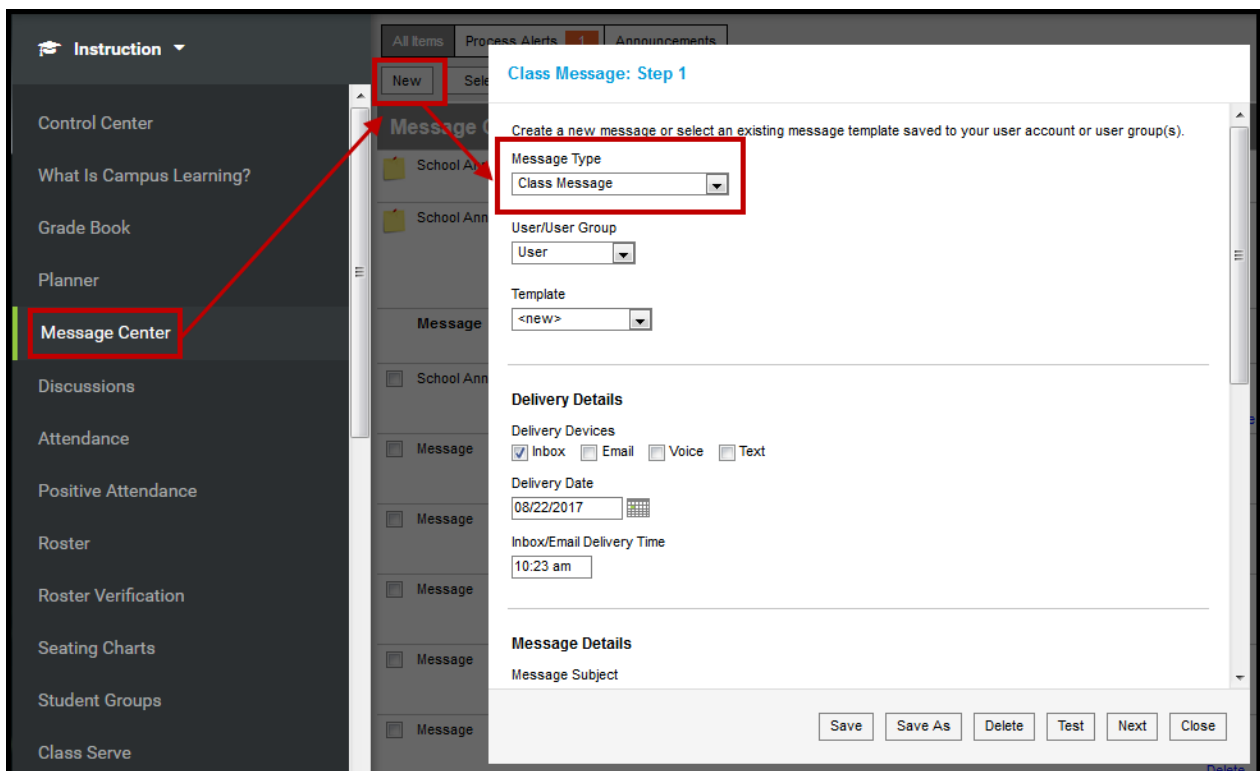 Instruction
Control Center
What Is Campus Learning?
Grade Book
Planner
Message Center
Discussions
Attendance
Positive Attendance
Roster
Roster Verification
Seating Charts
Student Groups
Class Serve
All Items Process Alerts 1 Announcements
New Sele
Message C
School Ann
School Ann
Message
School Ann
Message
Message
Message
Message
Message
Class Message: Step 1
Create a new message or select an existing message template saved to your user account or user group(s).
Message Type
Class Message
User/User Group
User
Template
<new>
Delivery Details
Delivery Devices
Inbox Email Voice Text
Delivery Date
08/22/2017
Inbox/Email Delivery Time
10:23 am
Message Details
Message Subject
Save Save As Delete Test Next Close
Delete